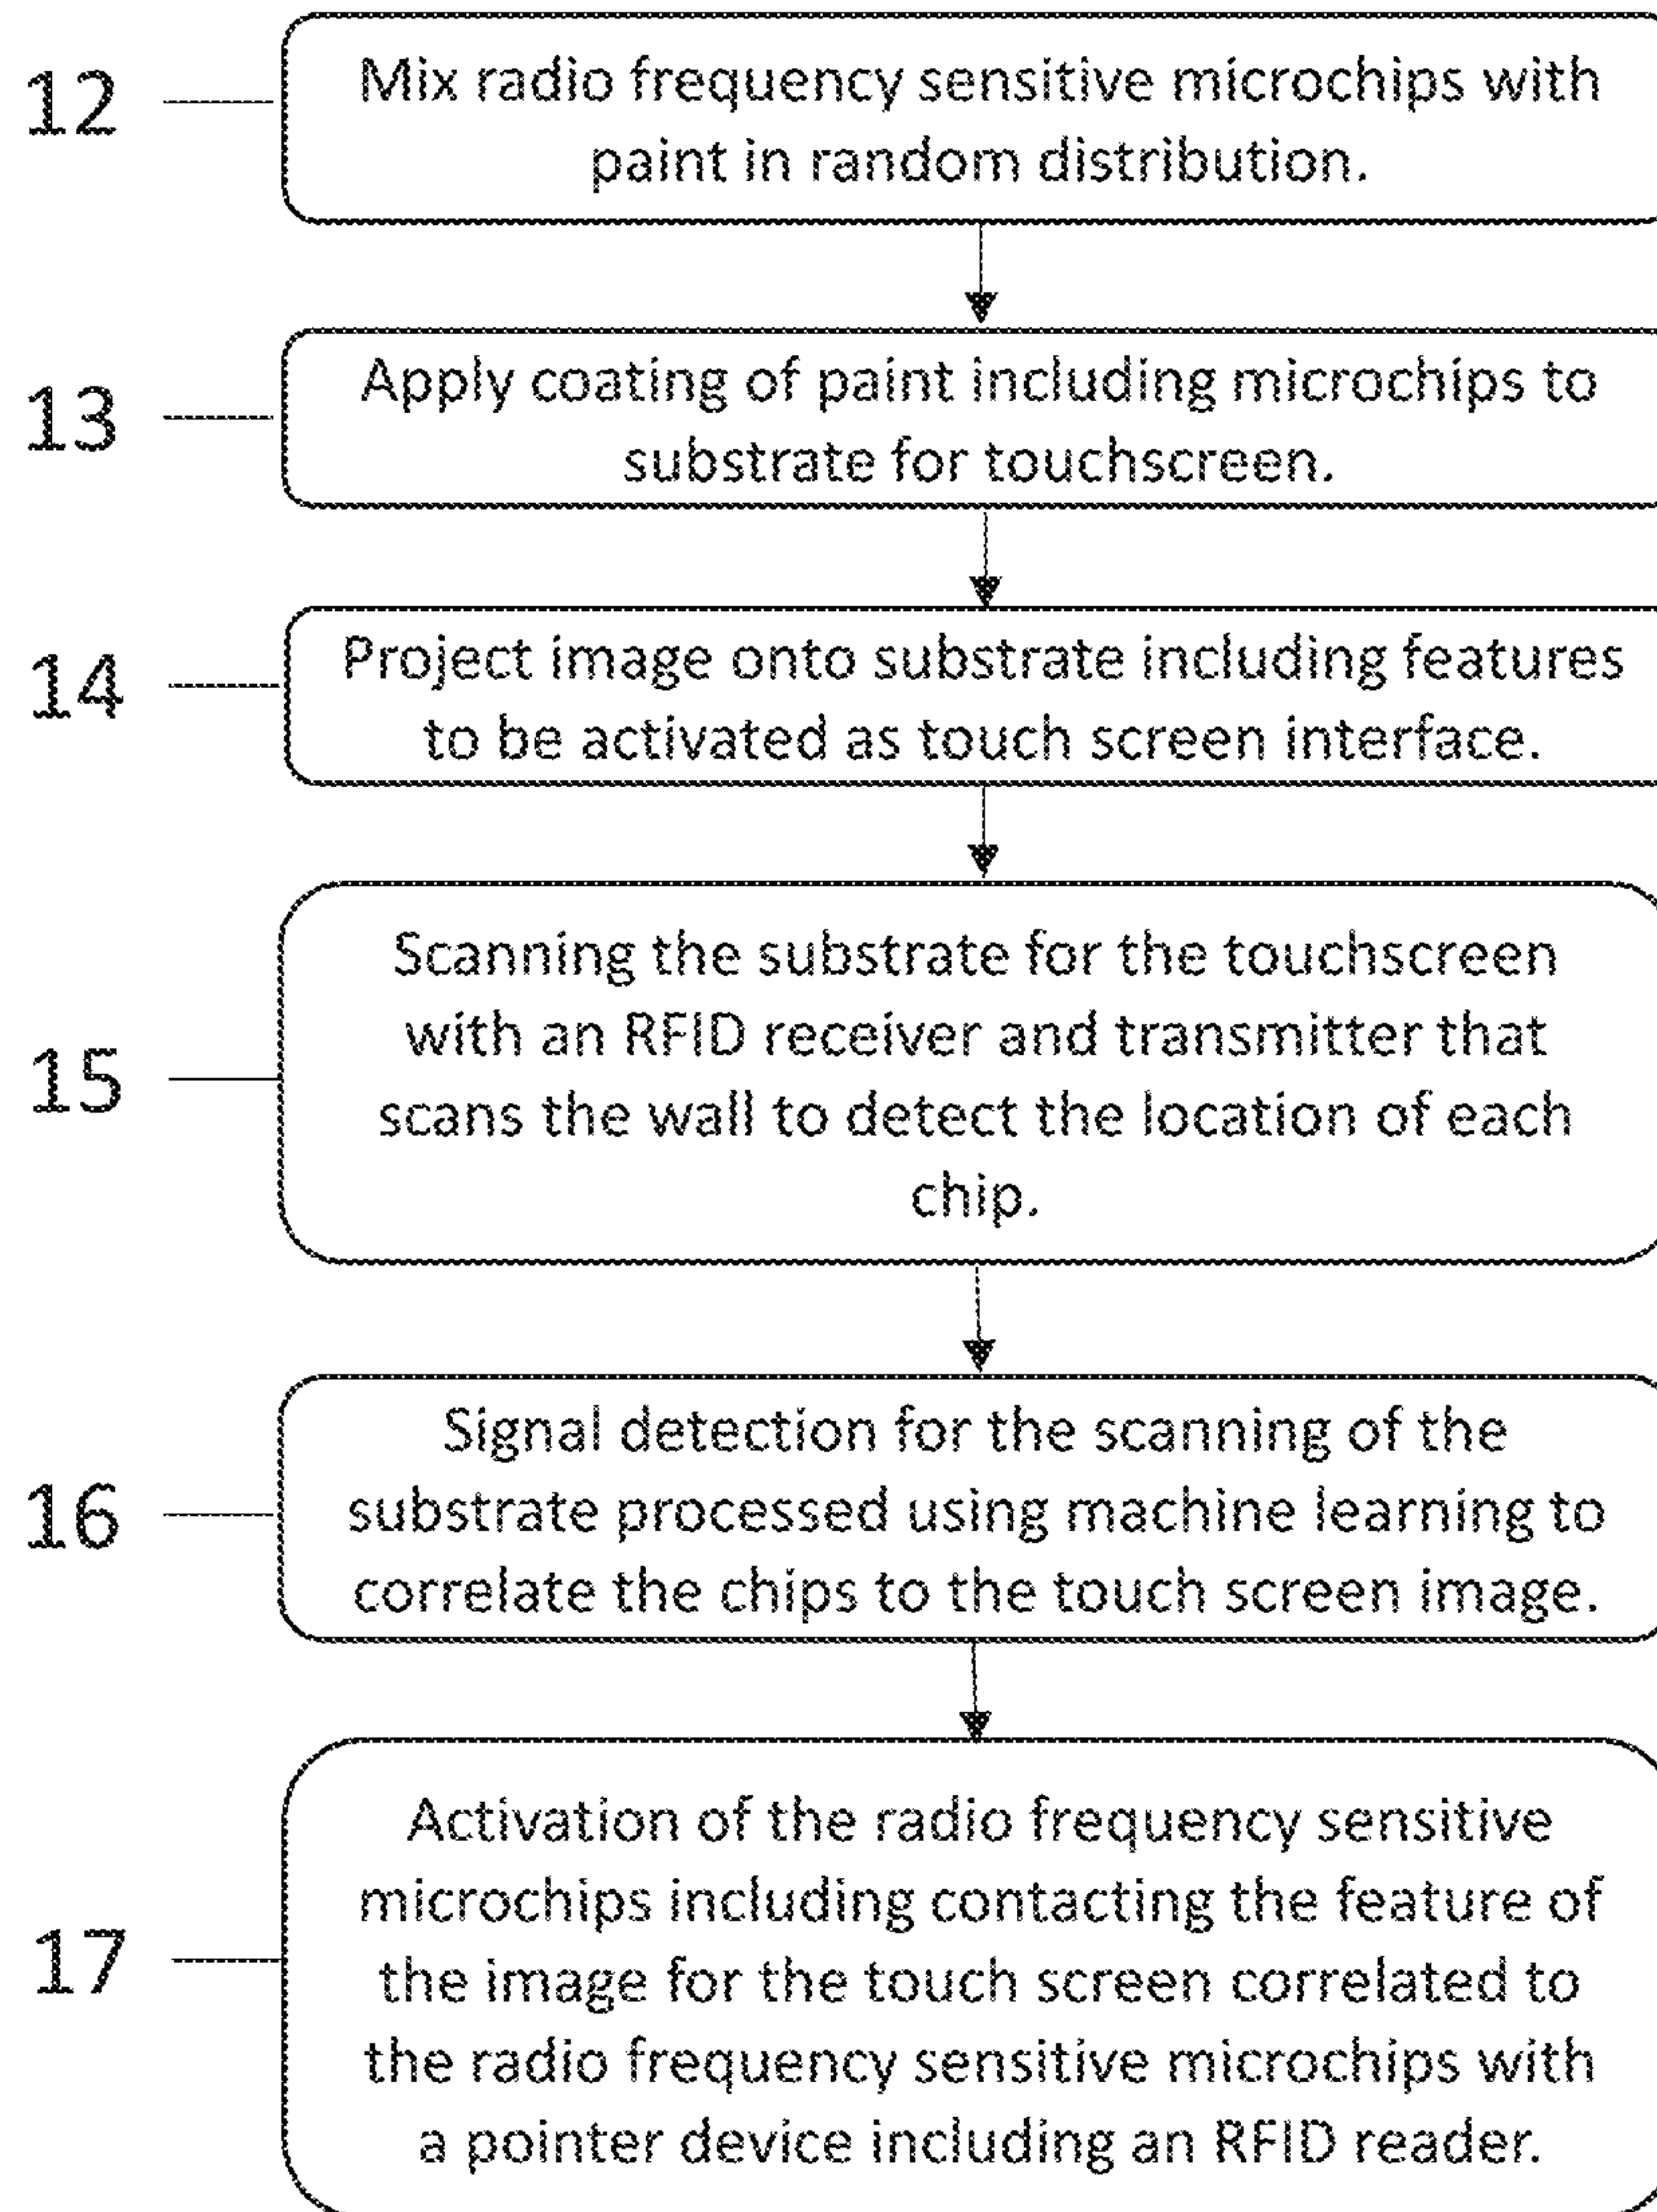 12
Mix radio frequency sensitive microchips with
paint in random distribution.
13
Apply coating of paint including microchips to
substrate for touchscreen.
14
Project image onto substrate including features
to be activated as touch screen interface.
15
Scanning the substrate for the touchscreen
with an RFID receiver and transmitter that
scans the wall to detect the location of each
chip.
16
Signal detection for the scanning of the
substrate processed using machine learning to
correlate the chips to the touch screen image.
17
Activation of the radio frequency sensitive
microchips including contacting the feature of
the image for the touch screen correlated to
the radio frequency sensitive microchips with
a pointer device including an RFID reader.